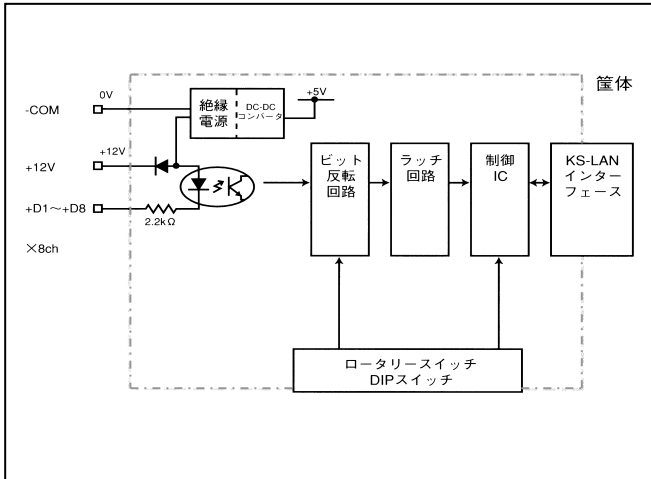 筐体
0V
-COM
絶縁
電源
DC-DC
コンバータ
+5V
+12V
+12V
+D1～+D8
2.2kΩ
×8ch
ビット
反転
回路
ラッチ
回路
制御
IC
KS-LAN
インター
フェース
ロータリースイッチ
DIPスイッチ